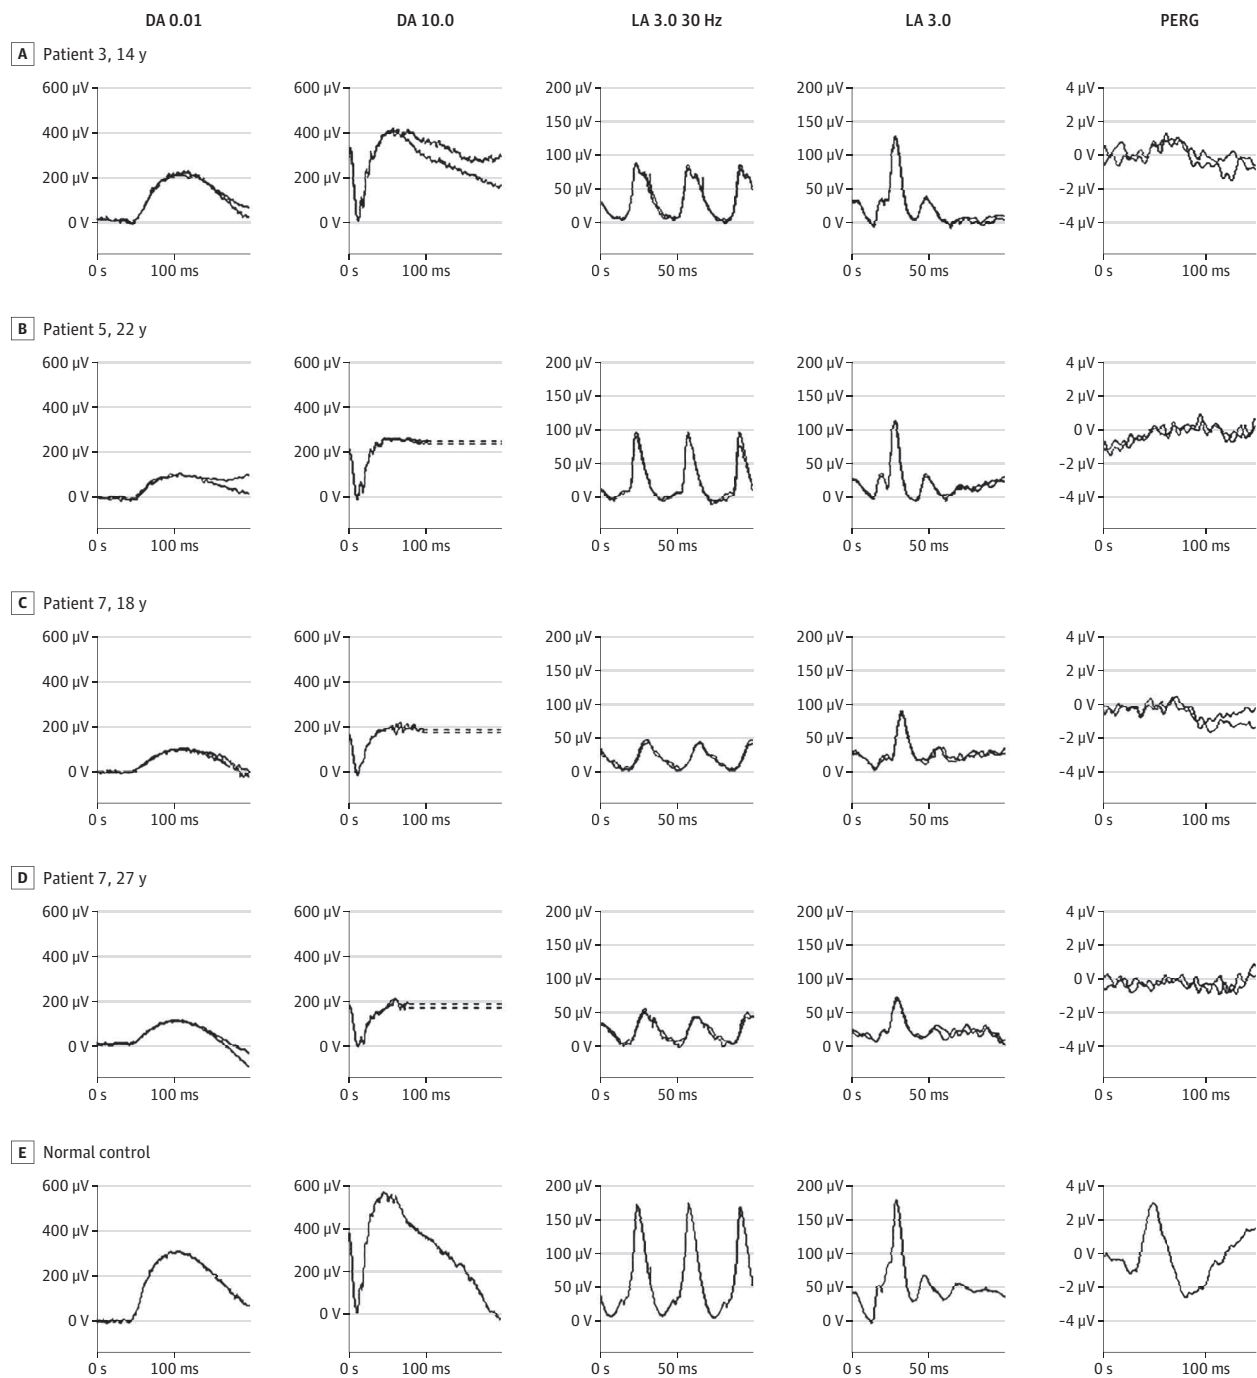 DA 0.01 DA 10.0 LA 3.0 30 Hz LA 3.0 PERG
A Patient 3, 14 y
600 µV 600 µV 200 µV 200 µV 4 µV
400 µV 400 µV 150 µV 150 µV 2 µV
200 µV 200 µV 100 µV 100 µV 0 V
0 V 0 V 50 µV 50 µV -2 µV
0 V 0 V -4 µV
0 s 100 ms 0 s 100 ms 0 s 50 ms 0 s 50 ms 0 s 100 ms
B Patient 5, 22 y
600 µV 600 µV 200 µV 200 µV 4 µV
400 µV 400 µV 150 µV 150 µV 2 µV
200 µV 200 µV 100 µV 100 µV 0 V
0 V 0 V 50 µV 50 µV -2 µV
0 V 0 V -4 µV
0 s 100 ms 0 s 100 ms 0 s 50 ms 0 s 50 ms 0 s 100 ms
C Patient 7, 18 y
600 µV 600 µV 200 µV 200 µV 4 µV
400 µV 400 µV 150 µV 150 µV 2 µV
200 µV 200 µV 100 µV 100 µV 0 V
0 V 0 V 50 µV 50 µV -2 µV
0 V 0 V -4 µV
0 s 100 ms 0 s 100 ms 0 s 50 ms 0 s 50 ms 0 s 100 ms
D Patient 7, 27 y
600 µV 600 µV 200 µV 200 µV 4 µV
400 µV 400 µV 150 µV 150 µV 2 µV
200 µV 200 µV 100 µV 100 µV 0 V
0 V 0 V 50 µV 50 µV -2 µV
0 V 0 V -4 µV
0 s 100 ms 0 s 100 ms 0 s 50 ms 0 s 50 ms 0 s 100 ms
E Normal control
600 µV 600 µV 200 µV 200 µV 4 µV
400 µV 400 µV 150 µV 150 µV 2 µV
200 µV 200 µV 100 µV 100 µV 0 V
0 V 0 V 50 µV 50 µV -2 µV
0 V 0 V -4 µV
0 s 100 ms 0 s 100 ms 0 s 50 ms 0 s 50 ms 0 s 100 ms